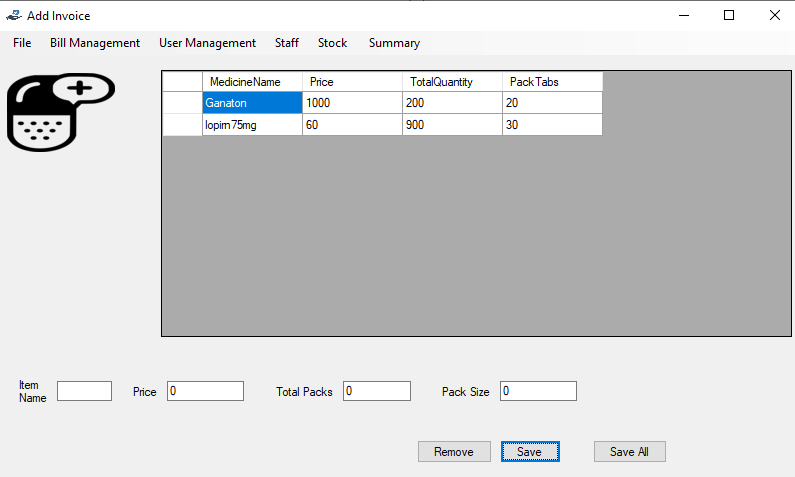 Add Invoice
File Bill Management User Management Staff Stock Summary
MedicineName Price TotalQuantity PackTabs
Ganaton 1000 200 20
lopim75mg 60 900 30
Item Name Price 0 Total Packs 0 Pack Size 0
Remove Save Save All